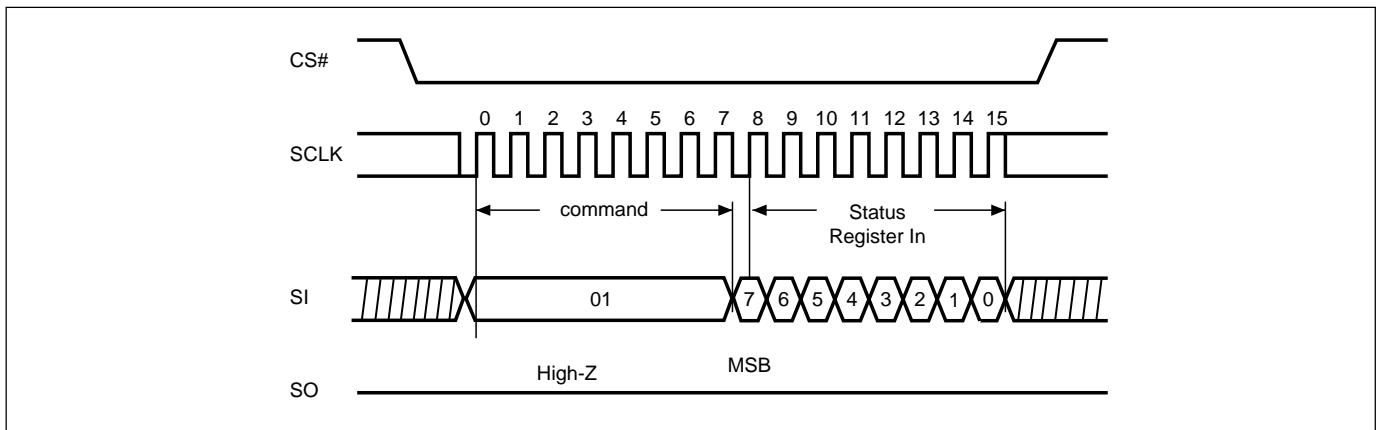 CS#
0 1 2 3 4 5 6 7 8 9 10 11 12 13 14 15
SCLK
command
Status
Register In
SI
01
7 6 5 4 3 2 1 0
High-Z
MSB
SO